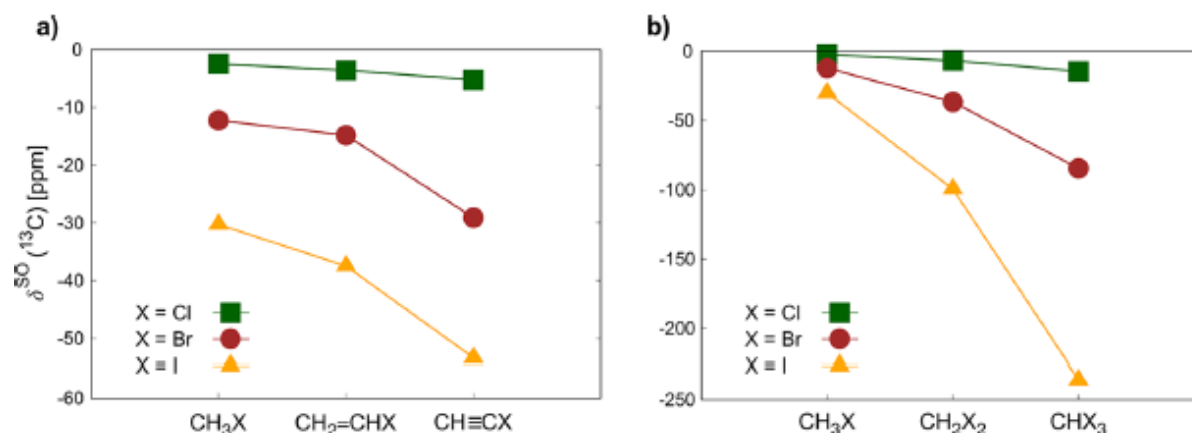 a)
δ^SO (¹³C) [ppm]
0
-10
-20
-30
-40
-50
-60
X = Cl
X = Br
X = I
CH₃X CH₂=CHX CH≡CX
b)
0
-50
-100
-150
-200
-250
X = Cl
X = Br
X = I
CH₃X CH₂X₂ CHX₃